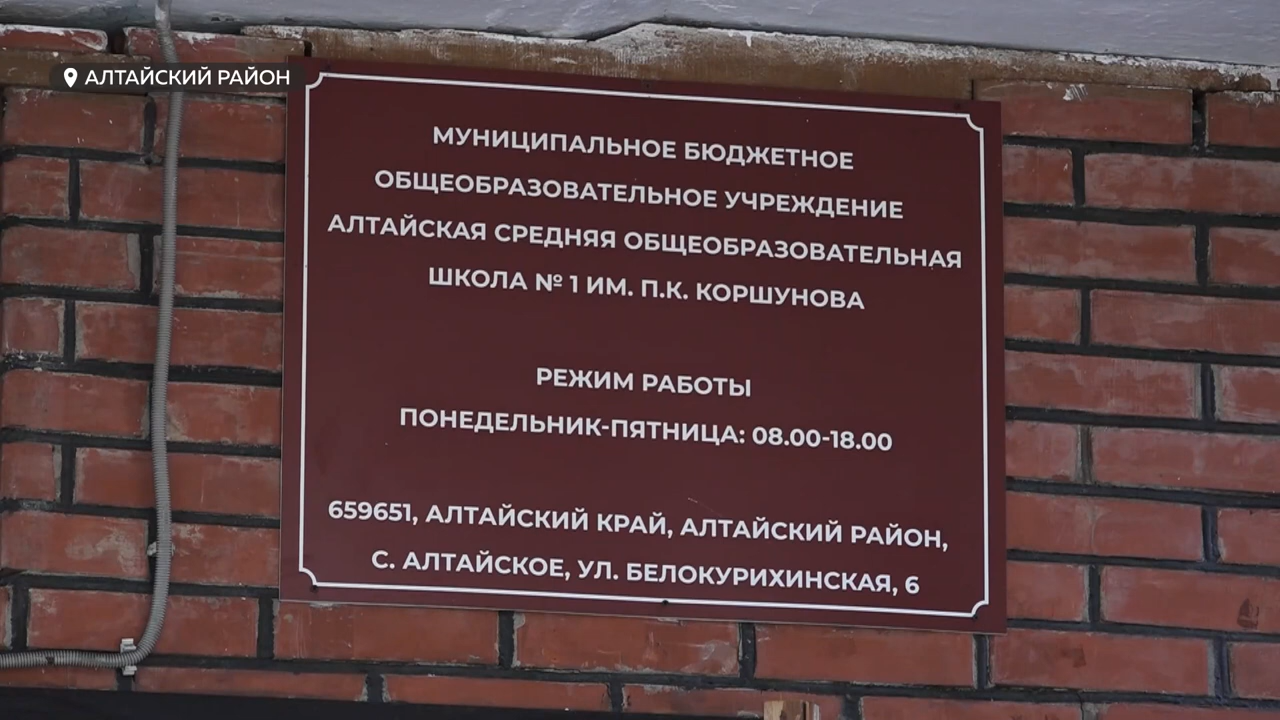 АЛТАЙСКИЙ РАЙОН
МУНИЦИПАЛЬНОЕ БЮДЖЕТНОЕ
ОБЩЕОБРАЗОВАТЕЛЬНОЕ УЧРЕЖДЕНИЕ
АЛТАЙСКАЯ СРЕДНЯЯ ОБЩЕОБРАЗОВАТЕЛЬНАЯ
ШКОЛА № 1 ИМ. П.К. КОРШУНОВА
РЕЖИМ РАБОТЫ
ПОНЕДЕЛЬНИК-ПЯТНИЦА: 08.00-18.00
659651, АЛТАЙСКИЙ КРАЙ, АЛТАЙСКИЙ РАЙОН,
С. АЛТАЙСКОЕ, УЛ. БЕЛОКУРИХИНСКАЯ, 6